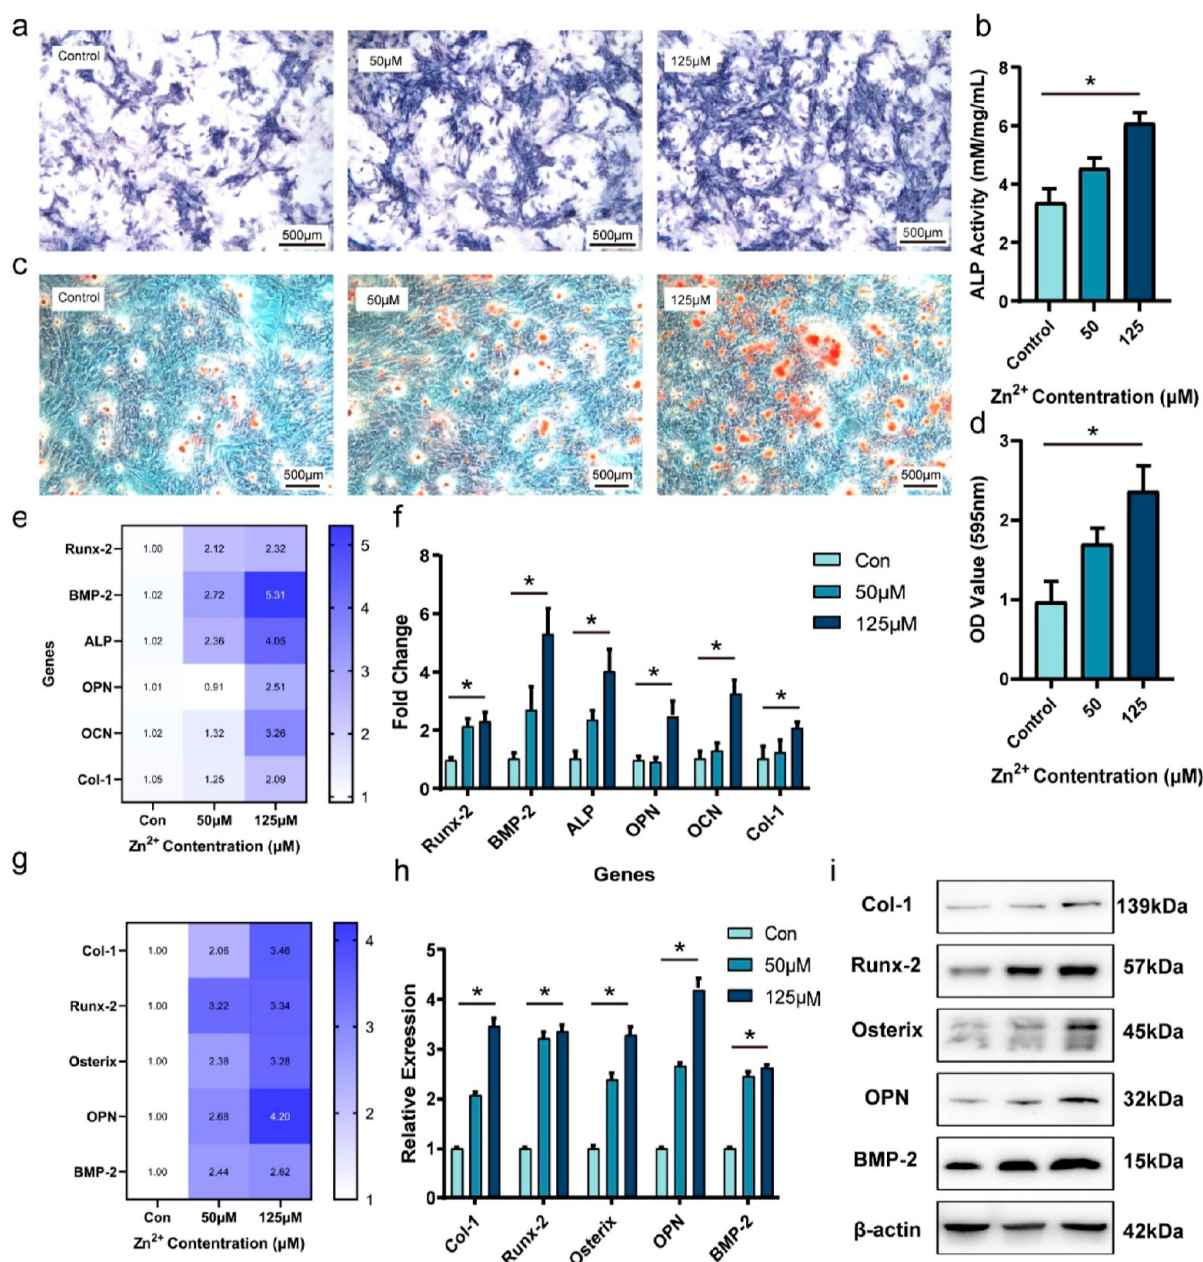 a
Control
50μM
125μM
500μm
500μm
500μm
b
8
6
4
2
0
ALP Activity (mM/mg/mL)
*
Control
50
125
Zn²⁺ Contentration (μM)
c
Control
50μM
125μM
500μm
500μm
500μm
d
3
2
1
0
OD Value (595nm)
*
Control
50
125
Zn²⁺ Contentration (μM)
e
Genes
Runx-2 1.00 2.12 2.32
BMP-2 1.02 2.72 5.31
ALP 1.02 2.36 4.05
OPN 1.01 0.91 2.51
OCN 1.02 1.32 3.26
Col-1 1.05 1.25 2.09
Con 50μM 125μM
Zn²⁺ Contentration (μM)
5
4
3
2
1
f
8
6
4
2
0
Fold Change
* * * * * *
Con
50μM
125μM
Runx-2 BMP-2 ALP OPN OCN Col-1
Genes
g
Col-1 1.00 2.06 3.46
Runx-2 1.00 3.22 3.34
Osterix 1.00 2.38 3.28
OPN 1.00 2.68 4.20
BMP-2 1.00 2.44 2.62
Con 50μM 125μM
Zn²⁺ Contentration (μM)
4
3
2
1
h
5
4
3
2
1
0
Relative Exression
* * * * *
Con
50μM
125μM
Col-1 Runx-2 Osterix OPN BMP-2
i
Col-1 139kDa
Runx-2 57kDa
Osterix 45kDa
OPN 32kDa
BMP-2 15kDa
β-actin 42kDa